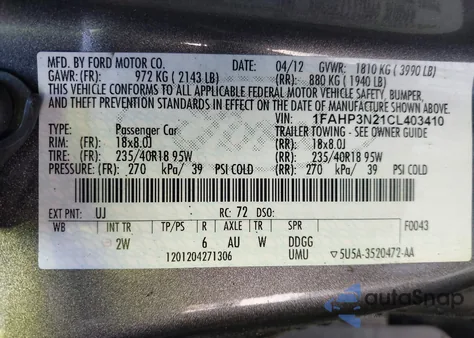 MFD. BY FORD MOTOR CO. 04/12 GVWR: 1810 KG ( 3990 LB)
GAWR: (FR) 972 KG ( 2143 LB) (RR): 880 KG ( 1940 LB)
THIS VEHICLE CONFORMS TO ALL APPLICABLE FEDERAL MOTOR VEHICLE SAFETY, BUMPER,
AND THEFT PREVENTION STANDARDS IN EFFECT ON THE DATE OF MANUFACTURE SHOWN ABOVE.
VIN: 1FAHP3N21CL403410
TYPE: Passenger Car TRAILER TOWING - SEE OWNER GUIDE
RIM: (FR) 18x8.0J (RR): 18x8.0J
TIRE: (FR) 235/40R18 95W (RR): 235/40R18 95W
PRESSURE: (FR) 270 kPa/ 39 PSI COLD (RR): 270 kPa/ 39 PSI COLD
EXT PNT: UJ RC: 72 DSO: F0043
WB INT TR TP/PS R AXLE TR SPR
2W 6 AU W DDGG
1201204271306 UMU ▽5U5A-3520472-AA
autoSnap